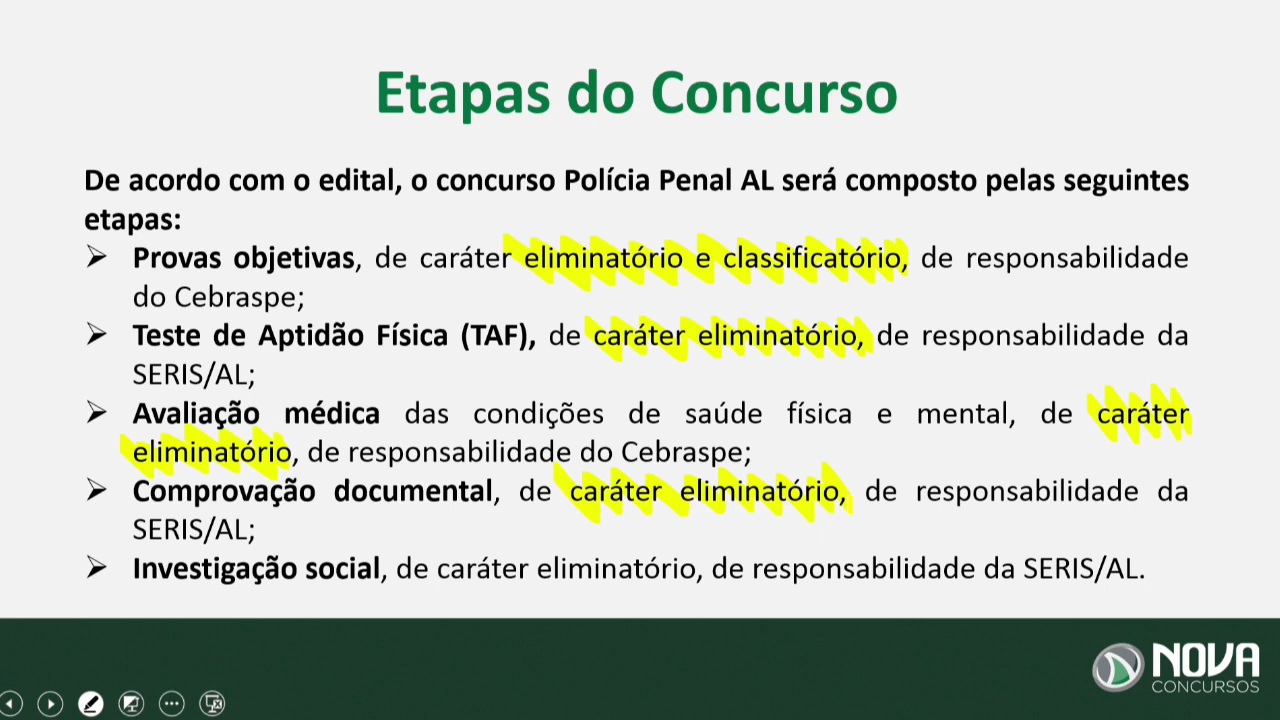 Etapas do Concurso
De acordo com o edital, o concurso Polícia Penal AL será composto pelas seguintes
etapas:
➢ Provas objetivas, de caráter eliminatório e classificatório, de responsabilidade
do Cebraspe;
➢ Teste de Aptidão Física (TAF), de caráter eliminatório, de responsabilidade da
SERIS/AL;
➢ Avaliação médica das condições de saúde física e mental, de caráter
eliminatório, de responsabilidade do Cebraspe;
➢ Comprovação documental, de caráter eliminatório, de responsabilidade da
SERIS/AL;
➢ Investigação social, de caráter eliminatório, de responsabilidade da SERIS/AL.
NOVA
CONCURSOS